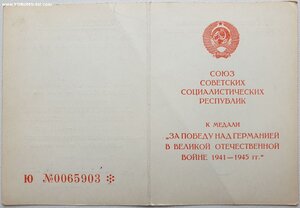 Ю №0065903
СОЮЗ
СОВЕТСКИХ
СОЦИАЛИСТИЧЕСКИХ
РЕСПУБЛИК
К МЕДАЛИ
"ЗА ПОБЕДУ НАД ГЕРМАНИЕЙ
В ВЕЛИКОЙ ОТЕЧЕСТВЕННОЙ
ВОЙНЕ 1941—1945 гг."